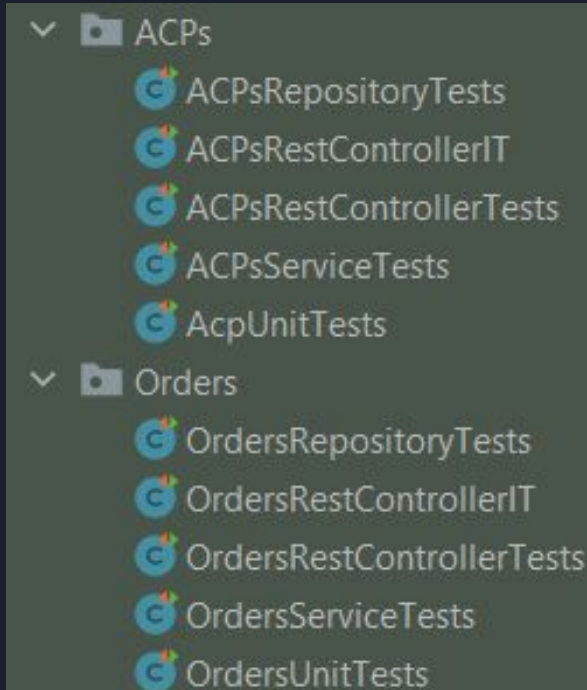 ACPs
ACPsRepositoryTests
ACPsRestControllerIT
ACPsRestControllerTests
ACPsServiceTests
AcpUnitTests
Orders
OrdersRepositoryTests
OrdersRestControllerIT
OrdersRestControllerTests
OrdersServiceTests
OrdersUnitTests